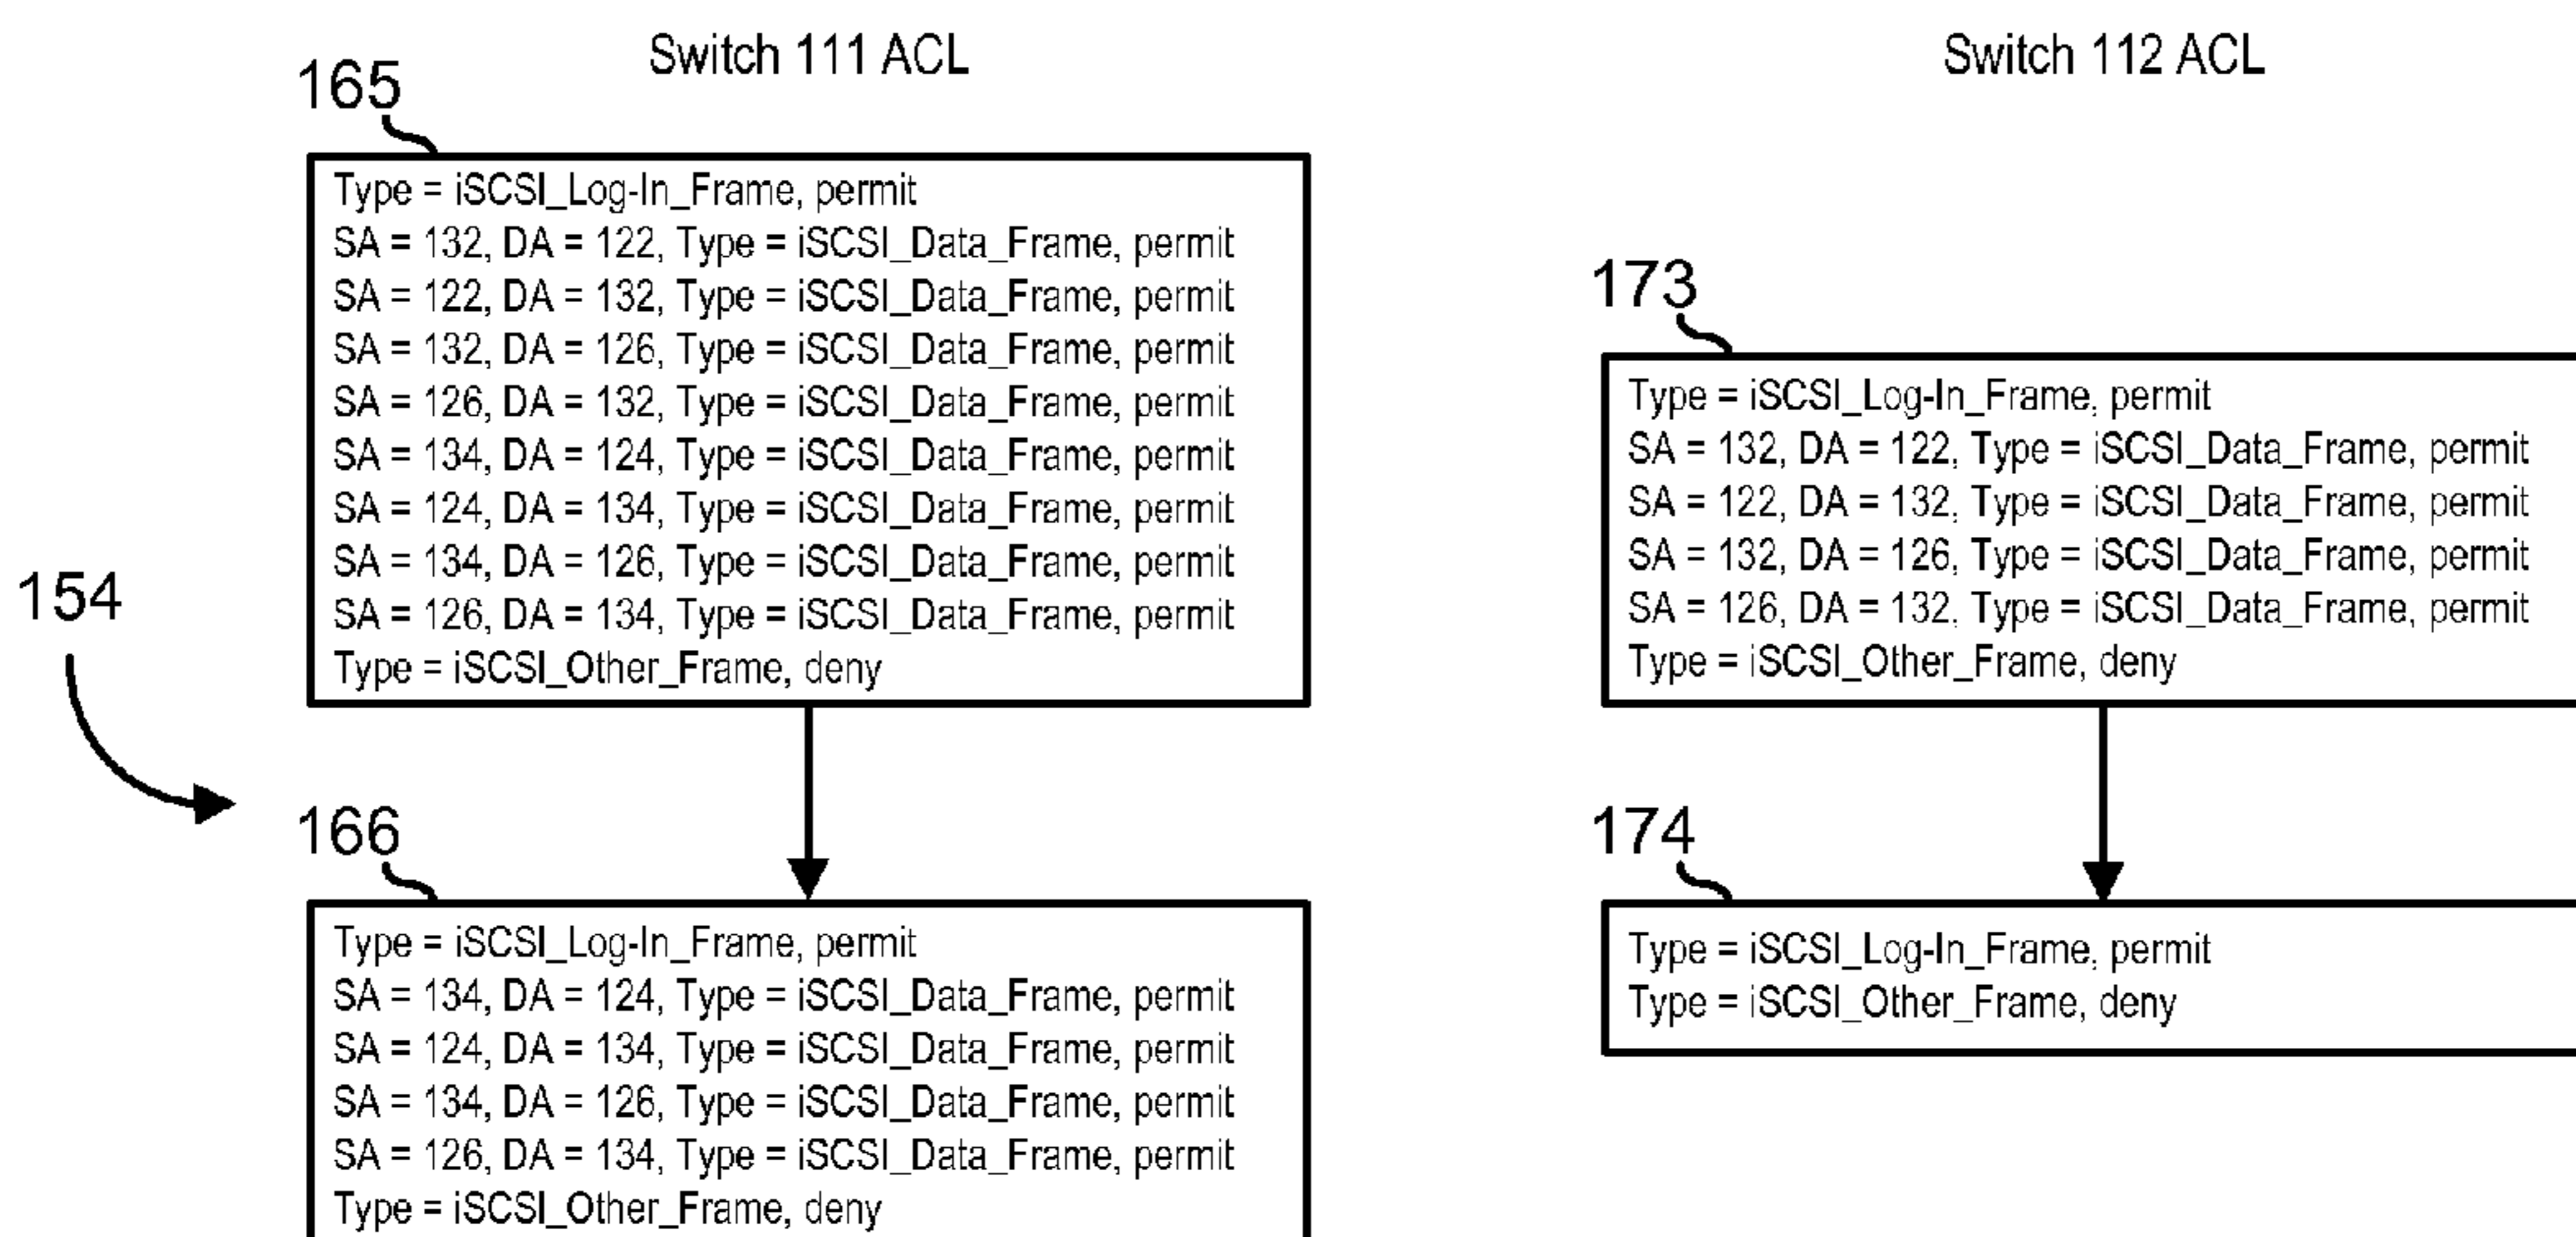 Switch 111 ACL
165
Type = iSCSI_Log-In_Frame, permit
SA = 132, DA = 122, Type = iSCSI_Data_Frame, permit
SA = 122, DA = 132, Type = iSCSI_Data_Frame, permit
SA = 132, DA = 126, Type = iSCSI_Data_Frame, permit
SA = 126, DA = 132, Type = iSCSI_Data_Frame, permit
SA = 134, DA = 124, Type = iSCSI_Data_Frame, permit
SA = 124, DA = 134, Type = iSCSI_Data_Frame, permit
SA = 134, DA = 126, Type = iSCSI_Data_Frame, permit
SA = 126, DA = 134, Type = iSCSI_Data_Frame, permit
Type = iSCSI_Other_Frame, deny
154
166
Type = iSCSI_Log-In_Frame, permit
SA = 134, DA = 124, Type = iSCSI_Data_Frame, permit
SA = 124, DA = 134, Type = iSCSI_Data_Frame, permit
SA = 134, DA = 126, Type = iSCSI_Data_Frame, permit
SA = 126, DA = 134, Type = iSCSI_Data_Frame, permit
Type = iSCSI_Other_Frame, deny
Switch 112 ACL
173
Type = iSCSI_Log-In_Frame, permit
SA = 132, DA = 122, Type = iSCSI_Data_Frame, permit
SA = 122, DA = 132, Type = iSCSI_Data_Frame, permit
SA = 132, DA = 126, Type = iSCSI_Data_Frame, permit
SA = 126, DA = 132, Type = iSCSI_Data_Frame, permit
Type = iSCSI_Other_Frame, deny
174
Type = iSCSI_Log-In_Frame, permit
Type = iSCSI_Other_Frame, deny